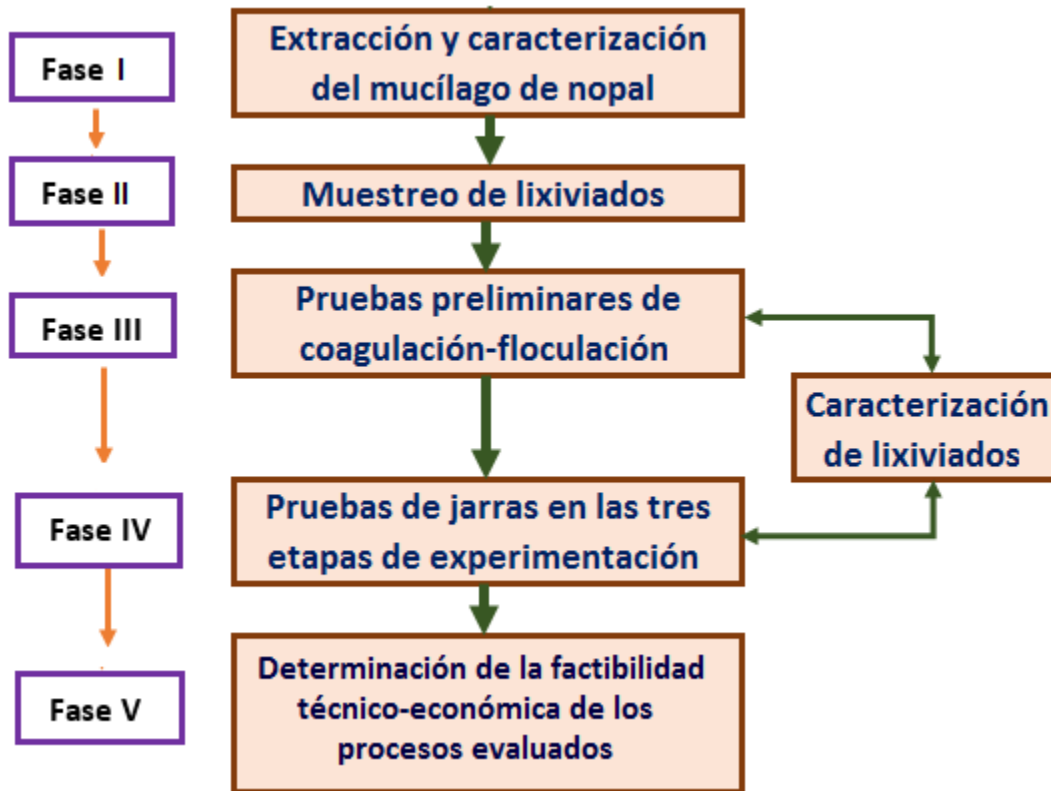 Fase I
Extracción y caracterización
del mucílago de nopal
Fase II
Muestreo de lixiviados
Fase III
Pruebas preliminares de
coagulación-floculación
Caracterización
de lixiviados
Fase IV
Pruebas de jarras en las tres
etapas de experimentación
Fase V
Determinación de la factibilidad
técnico-económica de los
procesos evaluados